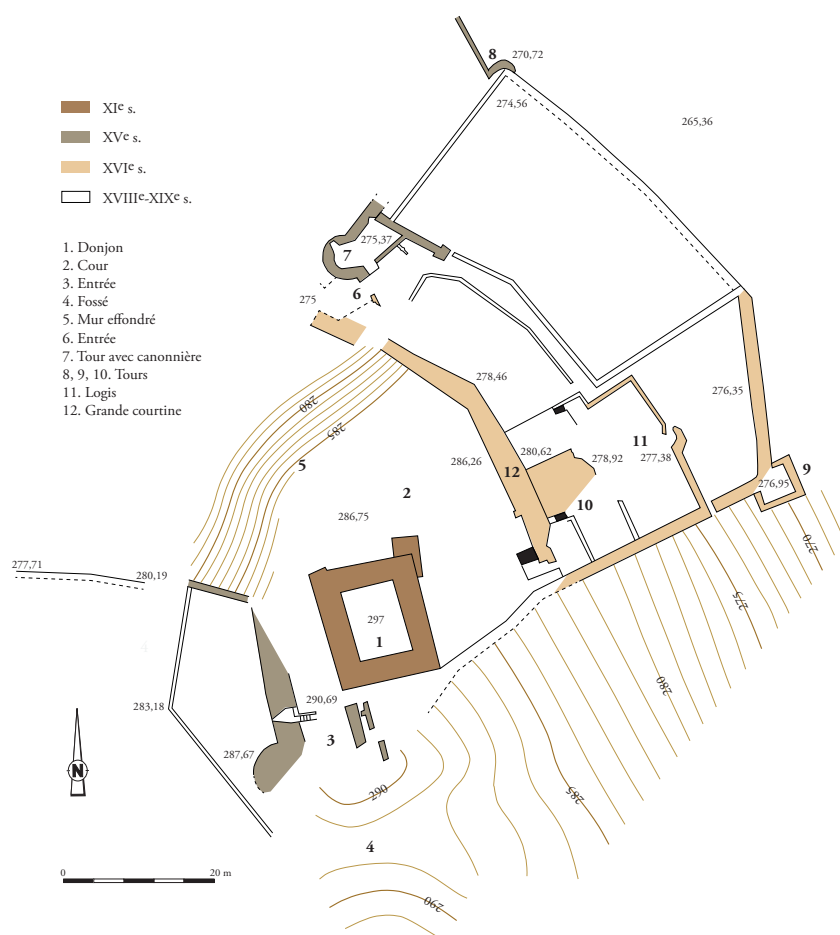 8
270,72
274,56
265,36
XIe s.
XVe s.
XVIe s.
XVIIIe-XIXe s.
1. Donjon
2. Cour
3. Entrée
4. Fossé
5. Mur effondré
6. Entrée
7. Tour avec canonnière
8, 9, 10. Tours
11. Logis
12. Grande courtine
275,37
7
275
6
278,46
276,35
280
285
5
286,26
2
280,62
12
278,92
11
277,38
9
276,95
10
286,75
270
277,71
280,19
275
297
1
4
280
283,18
290,69
3
287,67
N
290
285
4
0
20 m
290